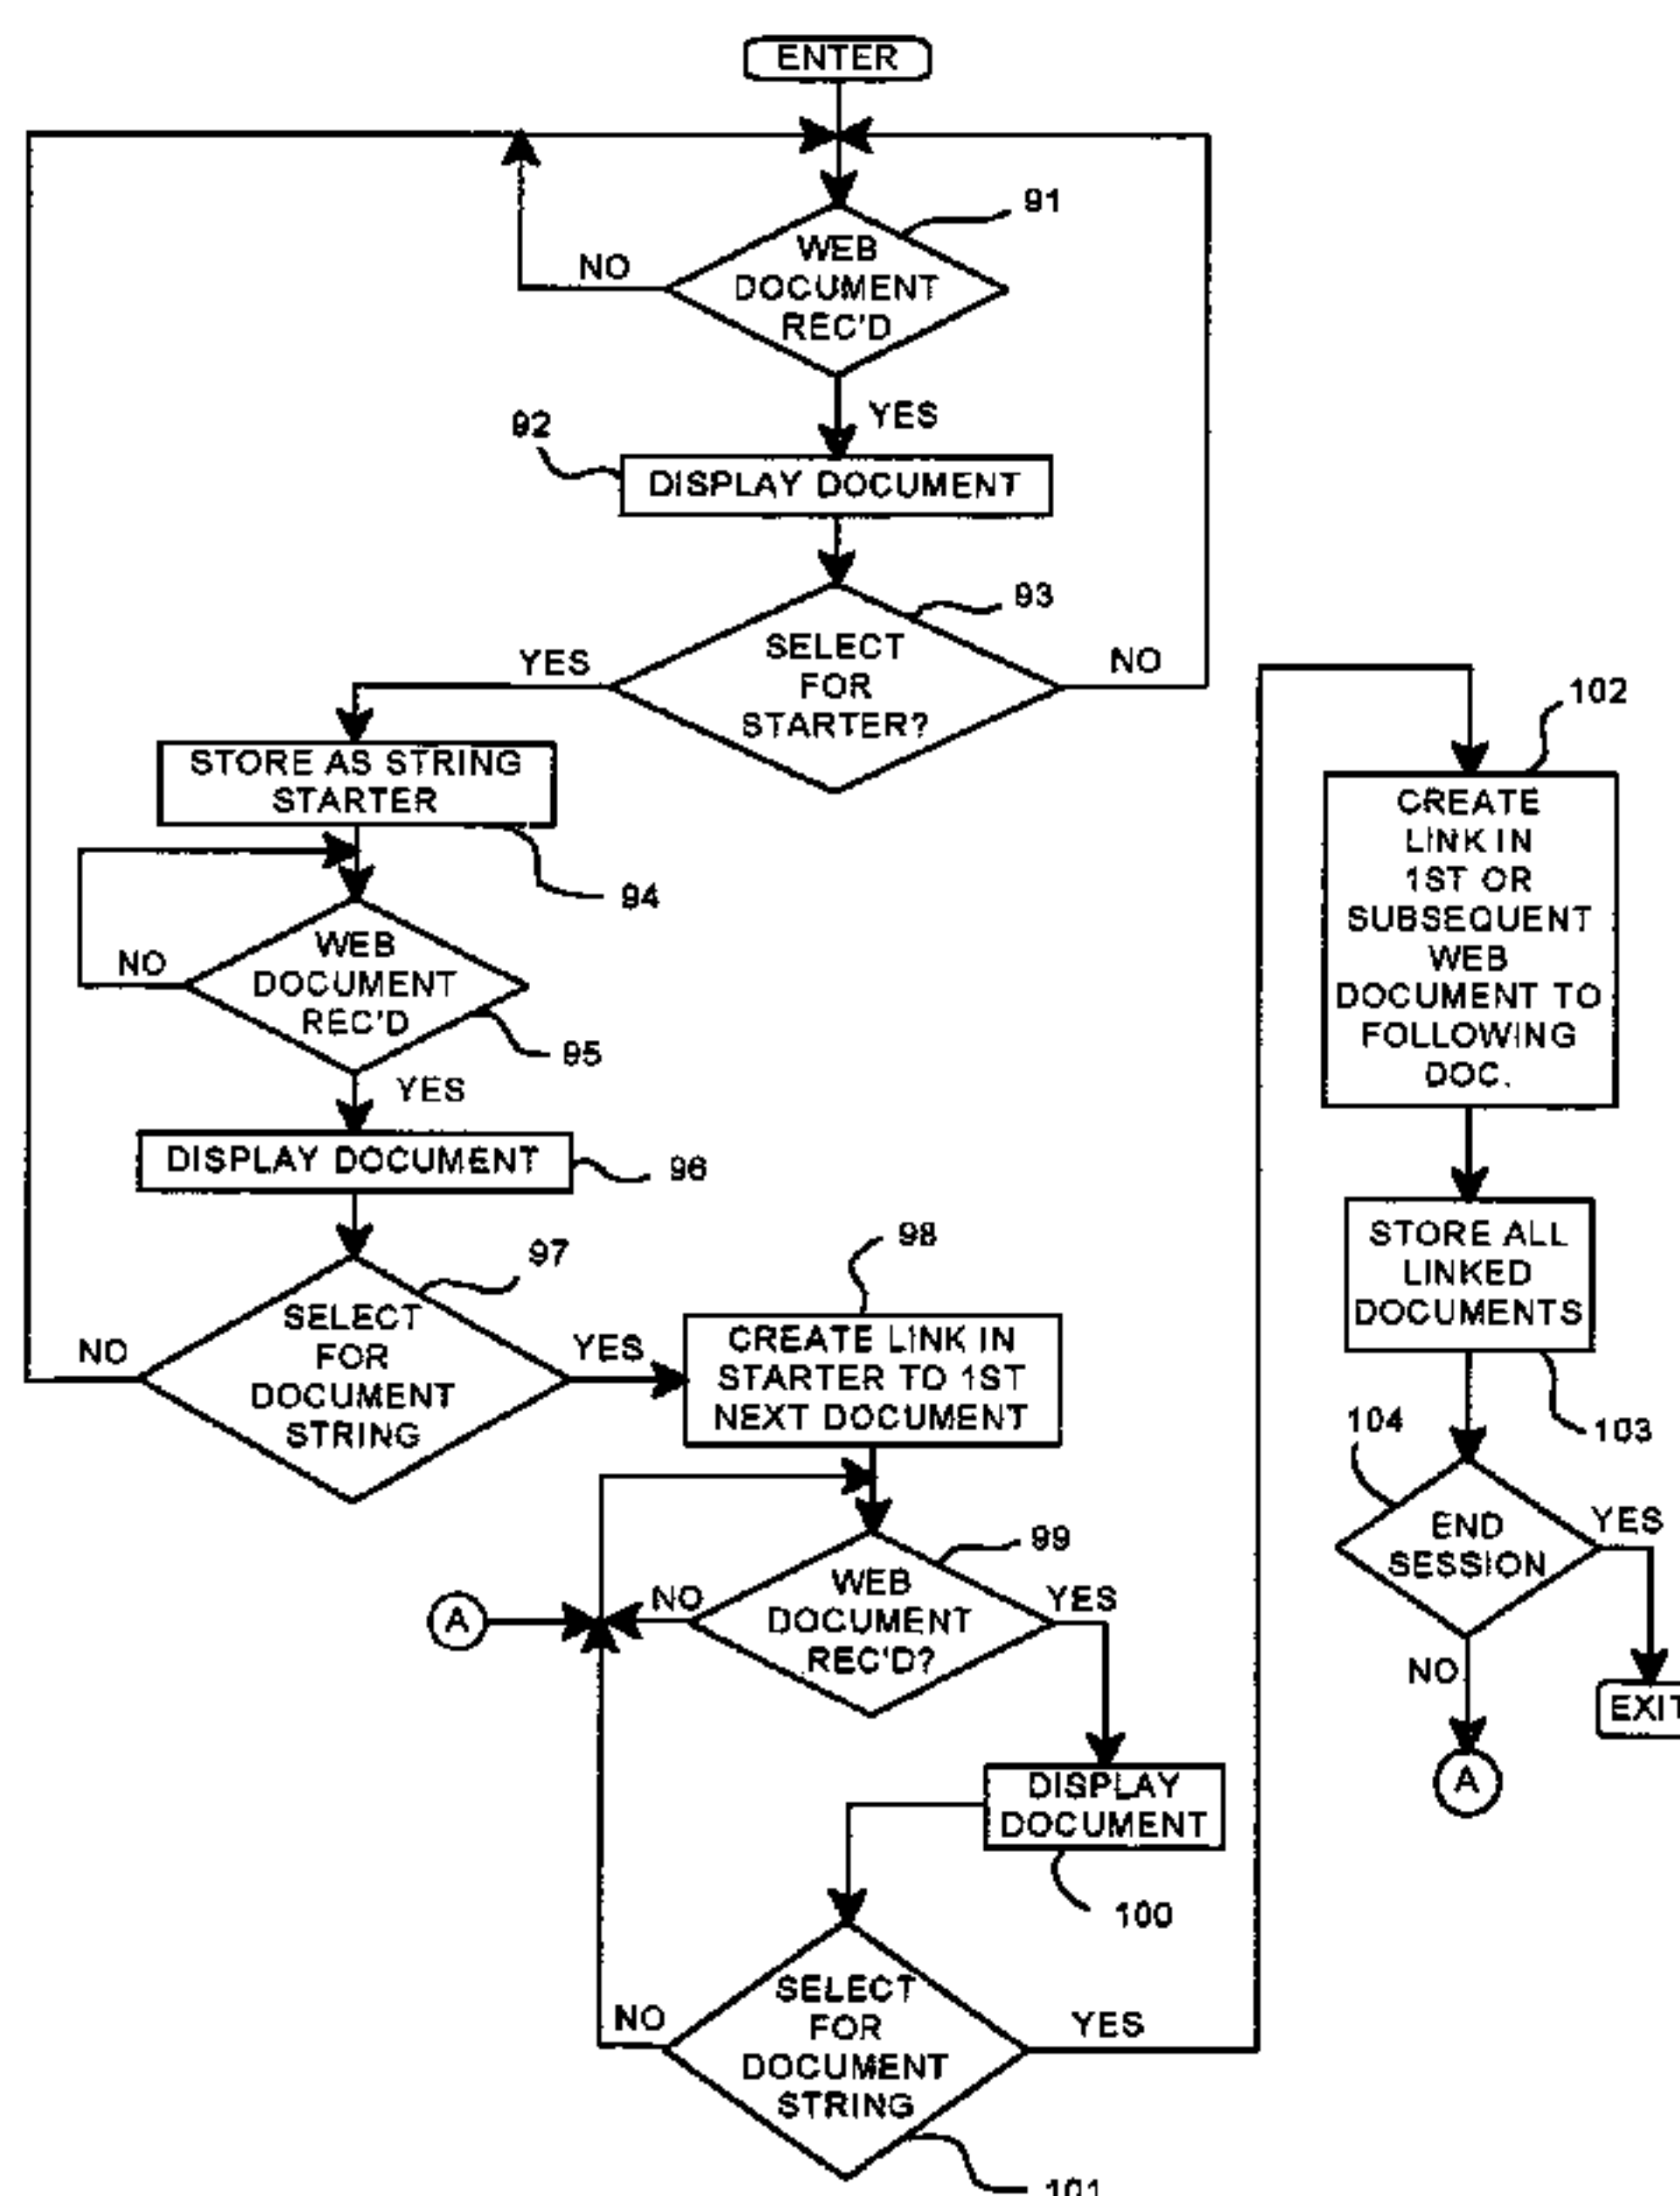 ENTER
91
WEB
DOCUMENT
REC'D
NO
YES
92
DISPLAY DOCUMENT
93
SELECT
FOR
STARTER?
YES
NO
STORE AS STRING
STARTER
94
WEB
DOCUMENT
REC'D
NO
95
YES
DISPLAY DOCUMENT
96
97
SELECT
FOR
DOCUMENT
STRING
NO
YES
98
CREATE LINK IN
STARTER TO 1ST
NEXT DOCUMENT
99
A
NO
WEB
DOCUMENT
REC'D?
YES
DISPLAY
DOCUMENT
100
SELECT
FOR
DOCUMENT
STRING
NO
YES
101
102
CREATE
LINK IN
1ST OR
SUBSEQUENT
WEB
DOCUMENT TO
FOLLOWING
DOC.
STORE ALL
LINKED
DOCUMENTS
103
104
END
SESSION
YES
NO
EXIT
A